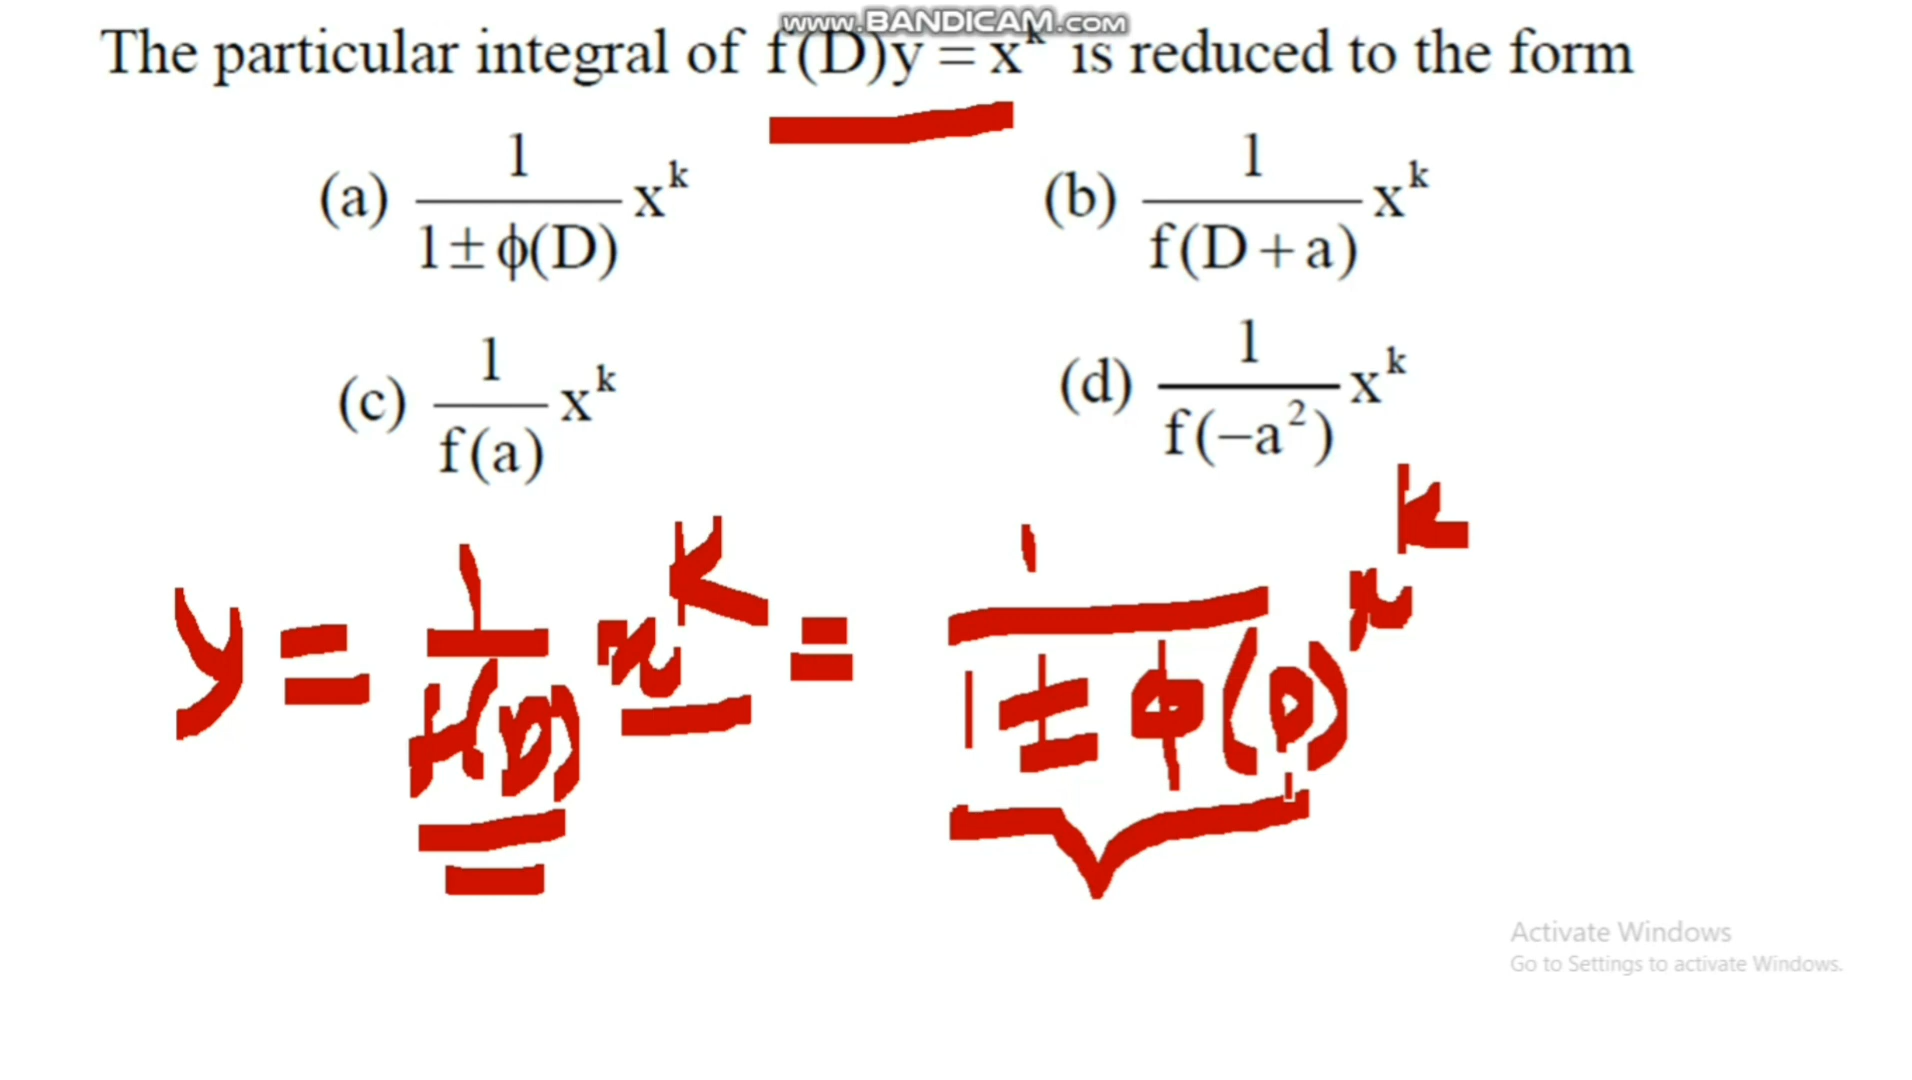 www.BANDICAM.com
The particular integral of f(D)y = x^k is reduced to the form
(a) 1/(1 ± ϕ(D)) x^k
(b) 1/f(D + a) x^k
(c) 1/f(a) x^k
(d) 1/f(−a²) x^k
y = 1/f(D) x^k = 1/(1 ± ϕ(D)) x^k
Activate Windows
Go to Settings to activate Windows.